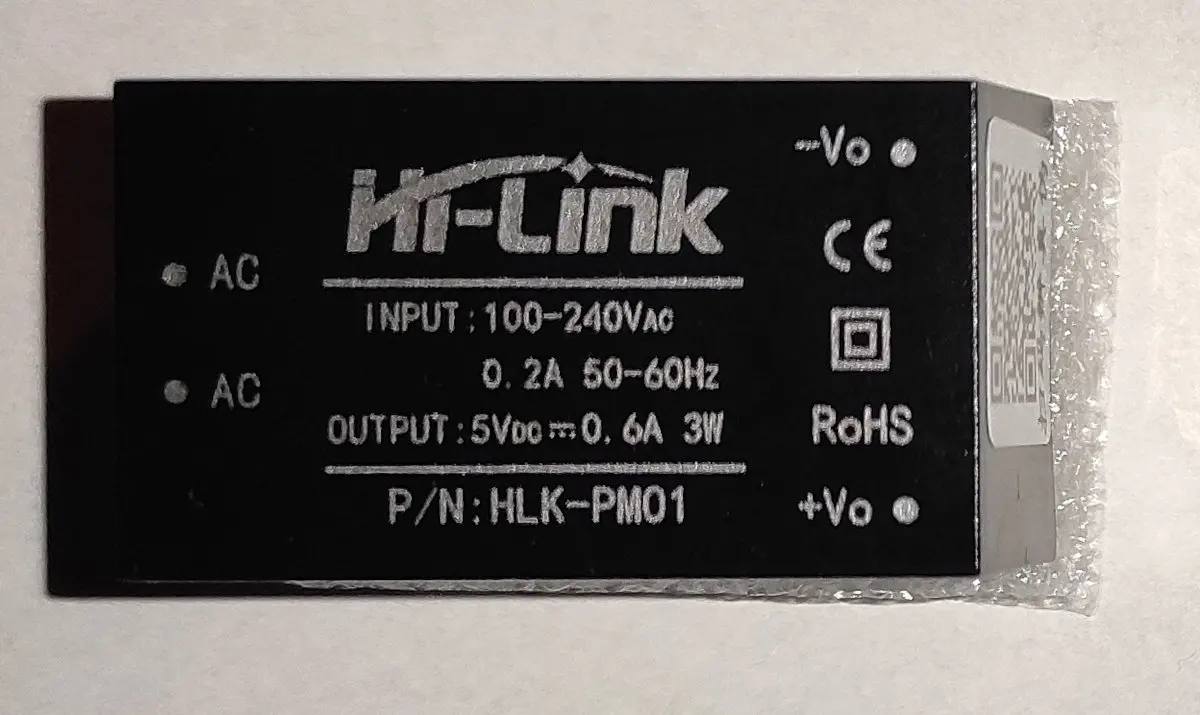 Hi-Link
AC
AC
INPUT:100-240VAC
0.2A 50-60Hz
OUTPUT:5VDC⎓0.6A 3W
P/N:HLK-PM01
-Vo
CE
RoHS
+Vo